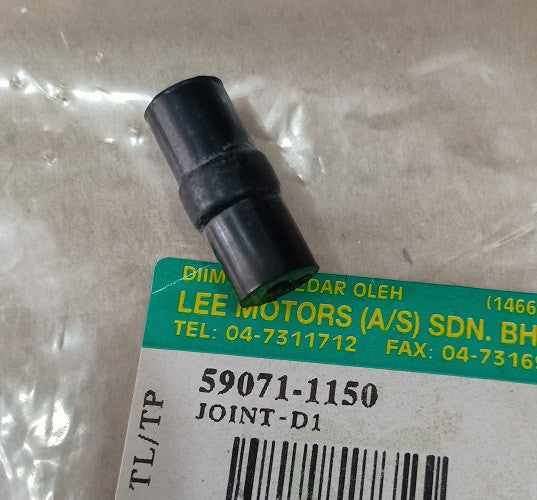 DIIM EDAR OLEH (1466
LEE MOTORS (A/S) SDN. BH
TEL: 04-7311712 FAX: 04-7316
59071-1150
JOINT-D1
TL/TP